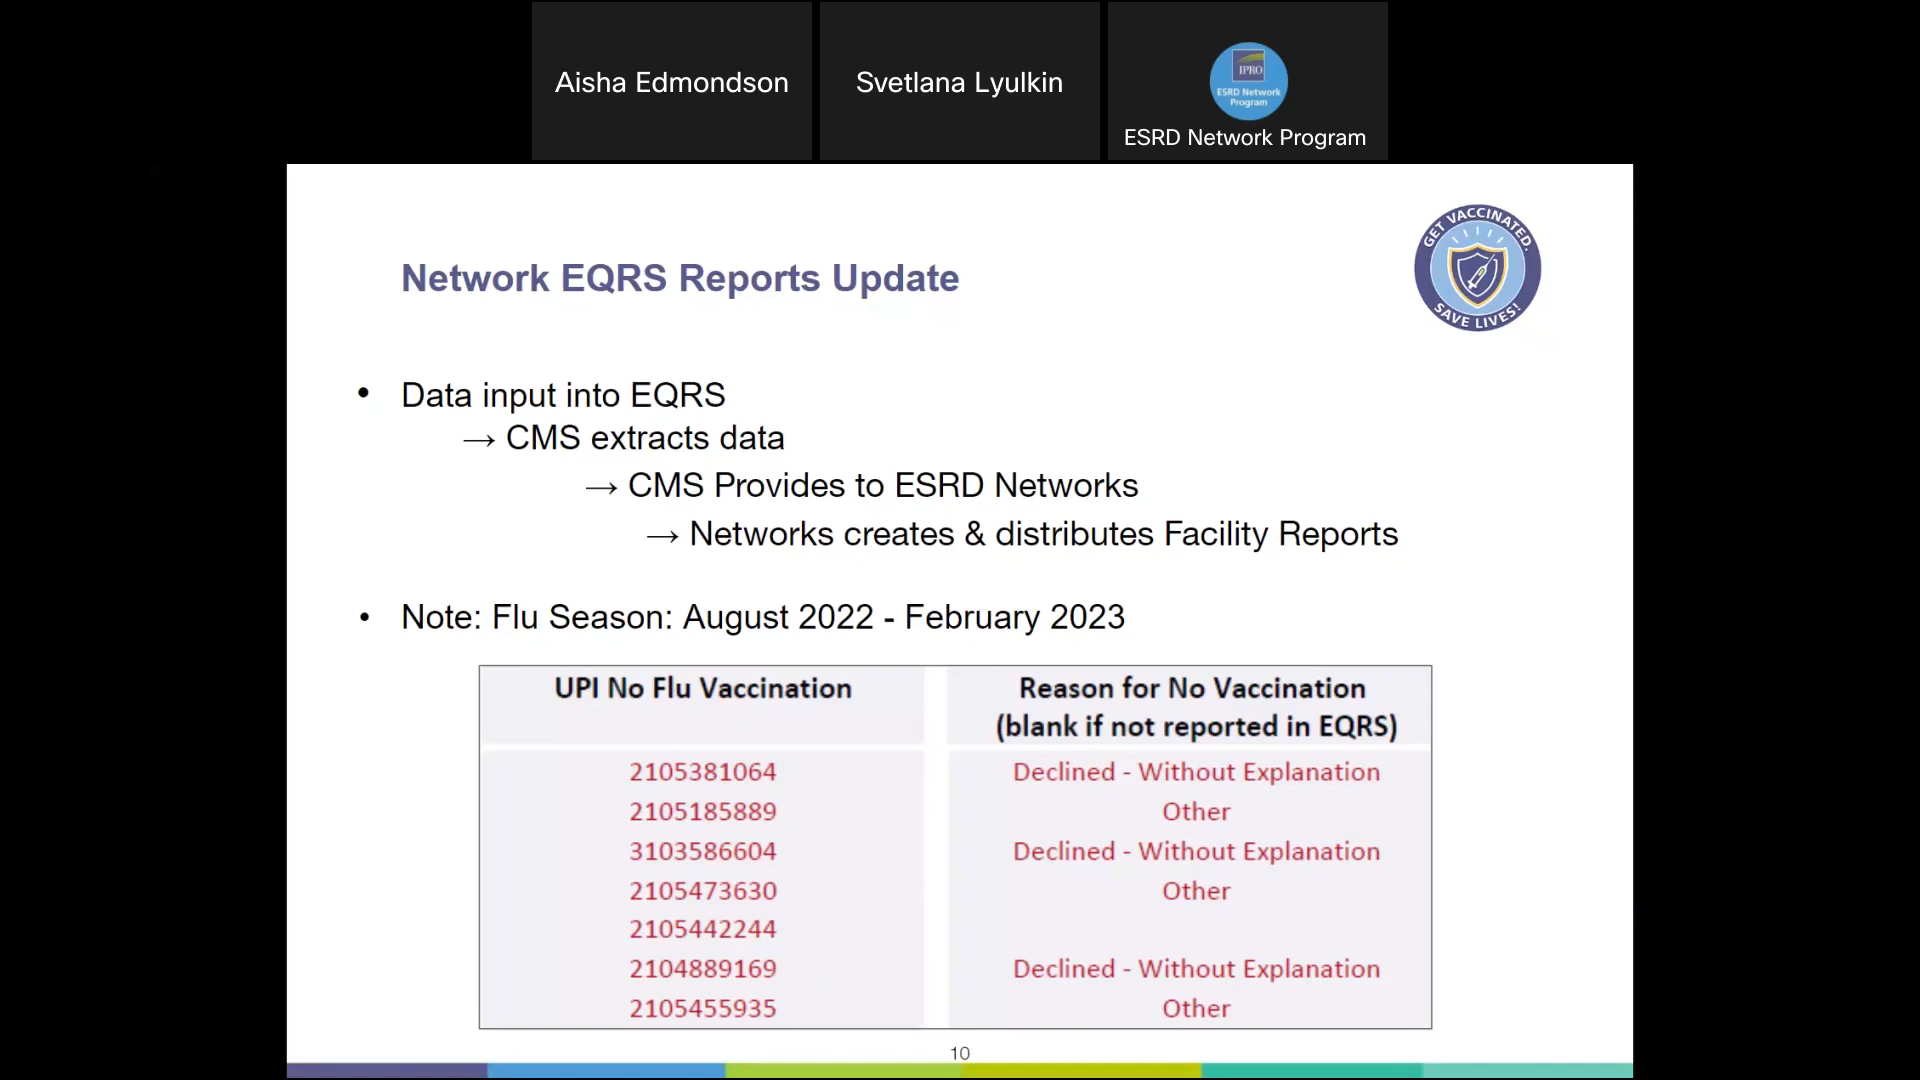 Aisha Edmondson
Svetlana Lyulkin
IPRO
ESRD Network
Program
ESRD Network Program
GET VACCINATED.
SAVE LIVES!
Network EQRS Reports Update
• Data input into EQRS
→ CMS extracts data
→ CMS Provides to ESRD Networks
→ Networks creates & distributes Facility Reports
• Note: Flu Season: August 2022 - February 2023
UPI No Flu Vaccination
Reason for No Vaccination
(blank if not reported in EQRS)
2105381064 Declined - Without Explanation
2105185889 Other
3103586604 Declined - Without Explanation
2105473630 Other
2105442244
2104889169 Declined - Without Explanation
2105455935 Other
10